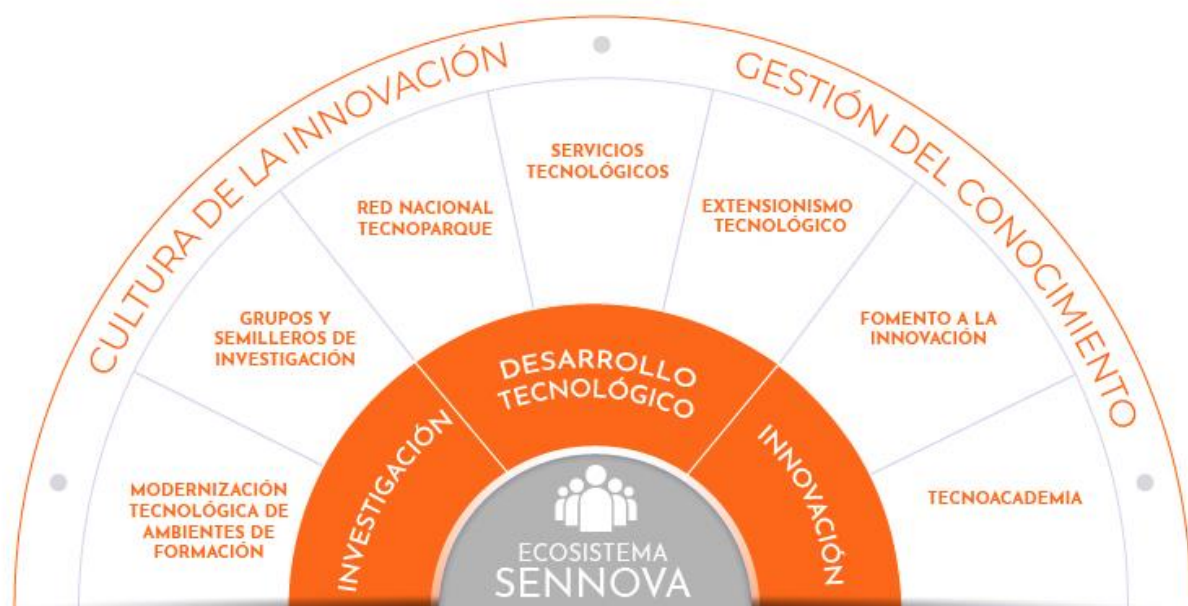 CULTURA DE LA INNOVACIÓN
GESTIÓN DEL CONOCIMIENTO
MODERNIZACIÓN
TECNOLÓGICA DE
AMBIENTES DE
FORMACIÓN
GRUPOS Y
SEMILLEROS DE
INVESTIGACIÓN
RED NACIONAL
TECNOPARQUE
SERVICIOS
TECNOLÓGICOS
EXTENSIONISMO
TECNOLÓGICO
FOMENTO A LA
INNOVACIÓN
TECNOACADEMIA
INVESTIGACIÓN
DESARROLLO
TECNOLÓGICO
INNOVACIÓN
ECOSISTEMA
SENNOVA